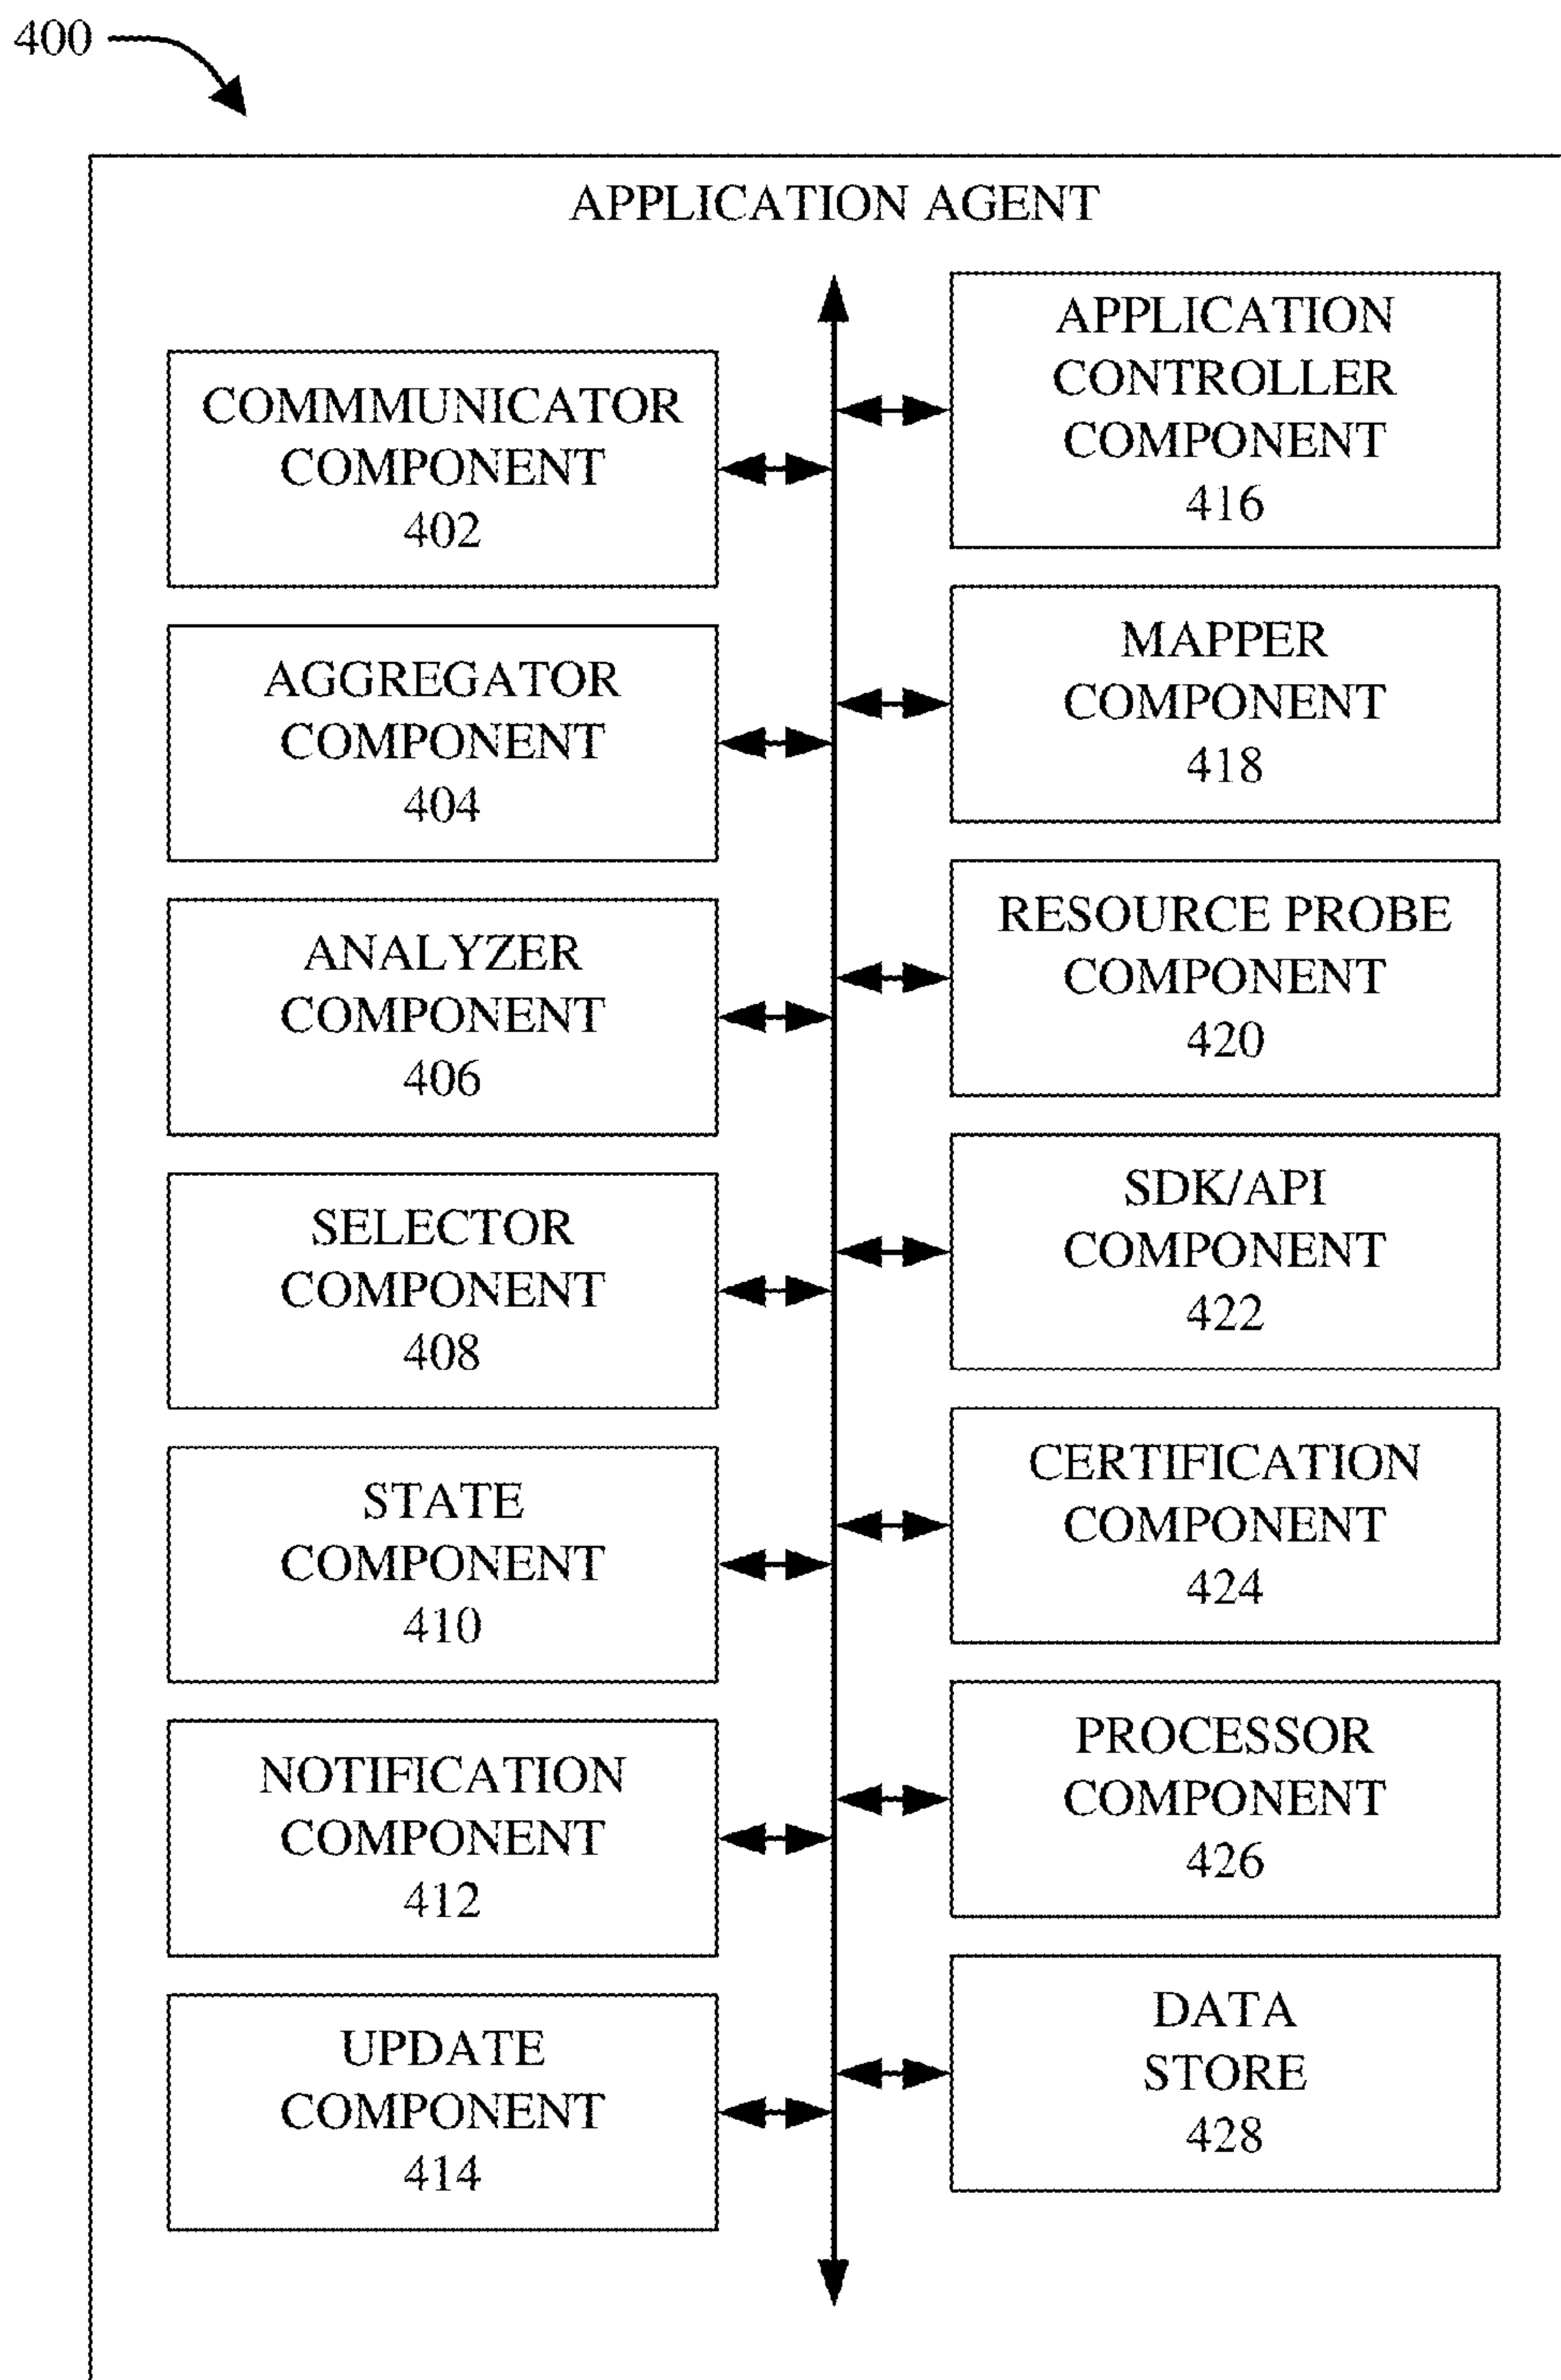 400
APPLICATION AGENT
COMMMUNICATOR
COMPONENT
402
AGGREGATOR
COMPONENT
404
ANALYZER
COMPONENT
406
SELECTOR
COMPONENT
408
STATE
COMPONENT
410
NOTIFICATION
COMPONENT
412
UPDATE
COMPONENT
414
APPLICATION
CONTROLLER
COMPONENT
416
MAPPER
COMPONENT
418
RESOURCE PROBE
COMPONENT
420
SDK/API
COMPONENT
422
CERTIFICATION
COMPONENT
424
PROCESSOR
COMPONENT
426
DATA
STORE
428